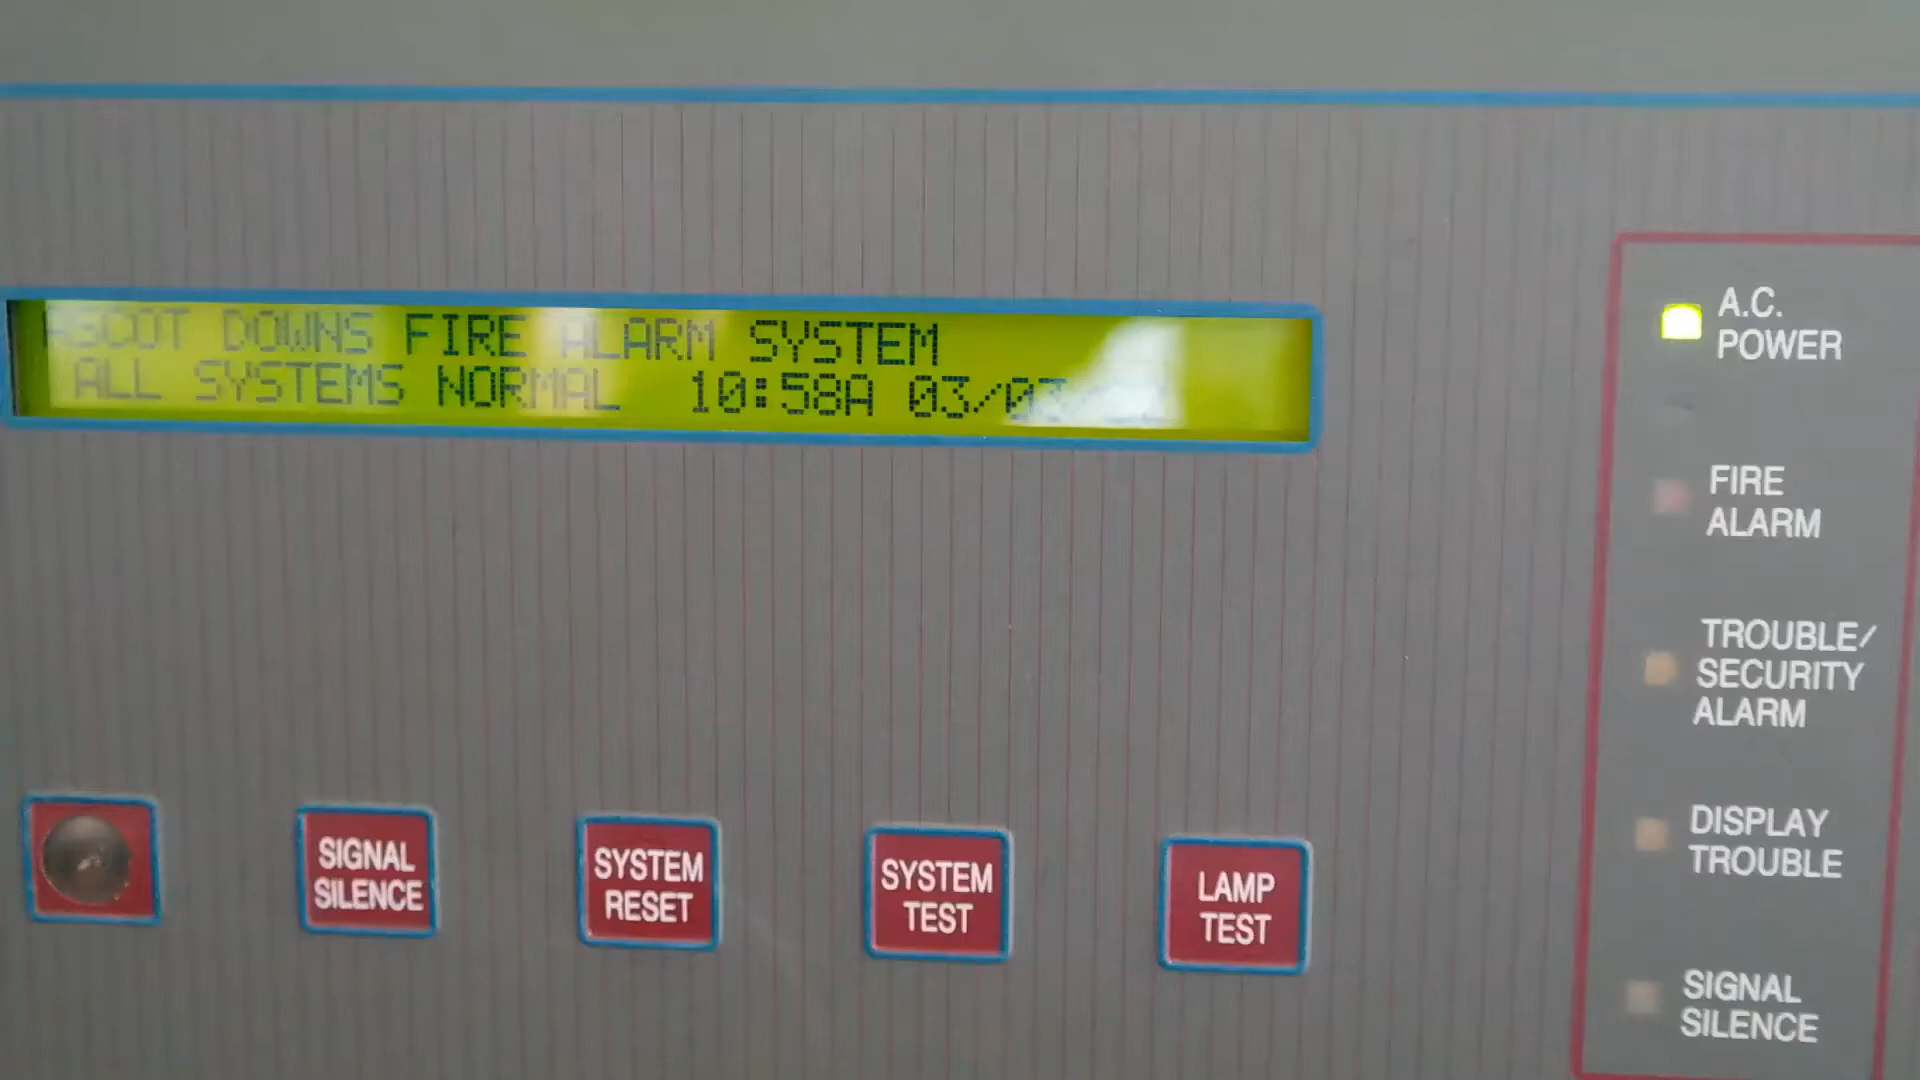 ASCOT DOWNS FIRE ALARM SYSTEM
ALL SYSTEMS NORMAL 10:58A
A.C.
POWER
FIRE
ALARM
TROUBLE/
SECURITY
ALARM
DISPLAY
TROUBLE
SIGNAL
SILENCE
SIGNAL
SILENCE
SYSTEM
RESET
SYSTEM
TEST
LAMP
TEST